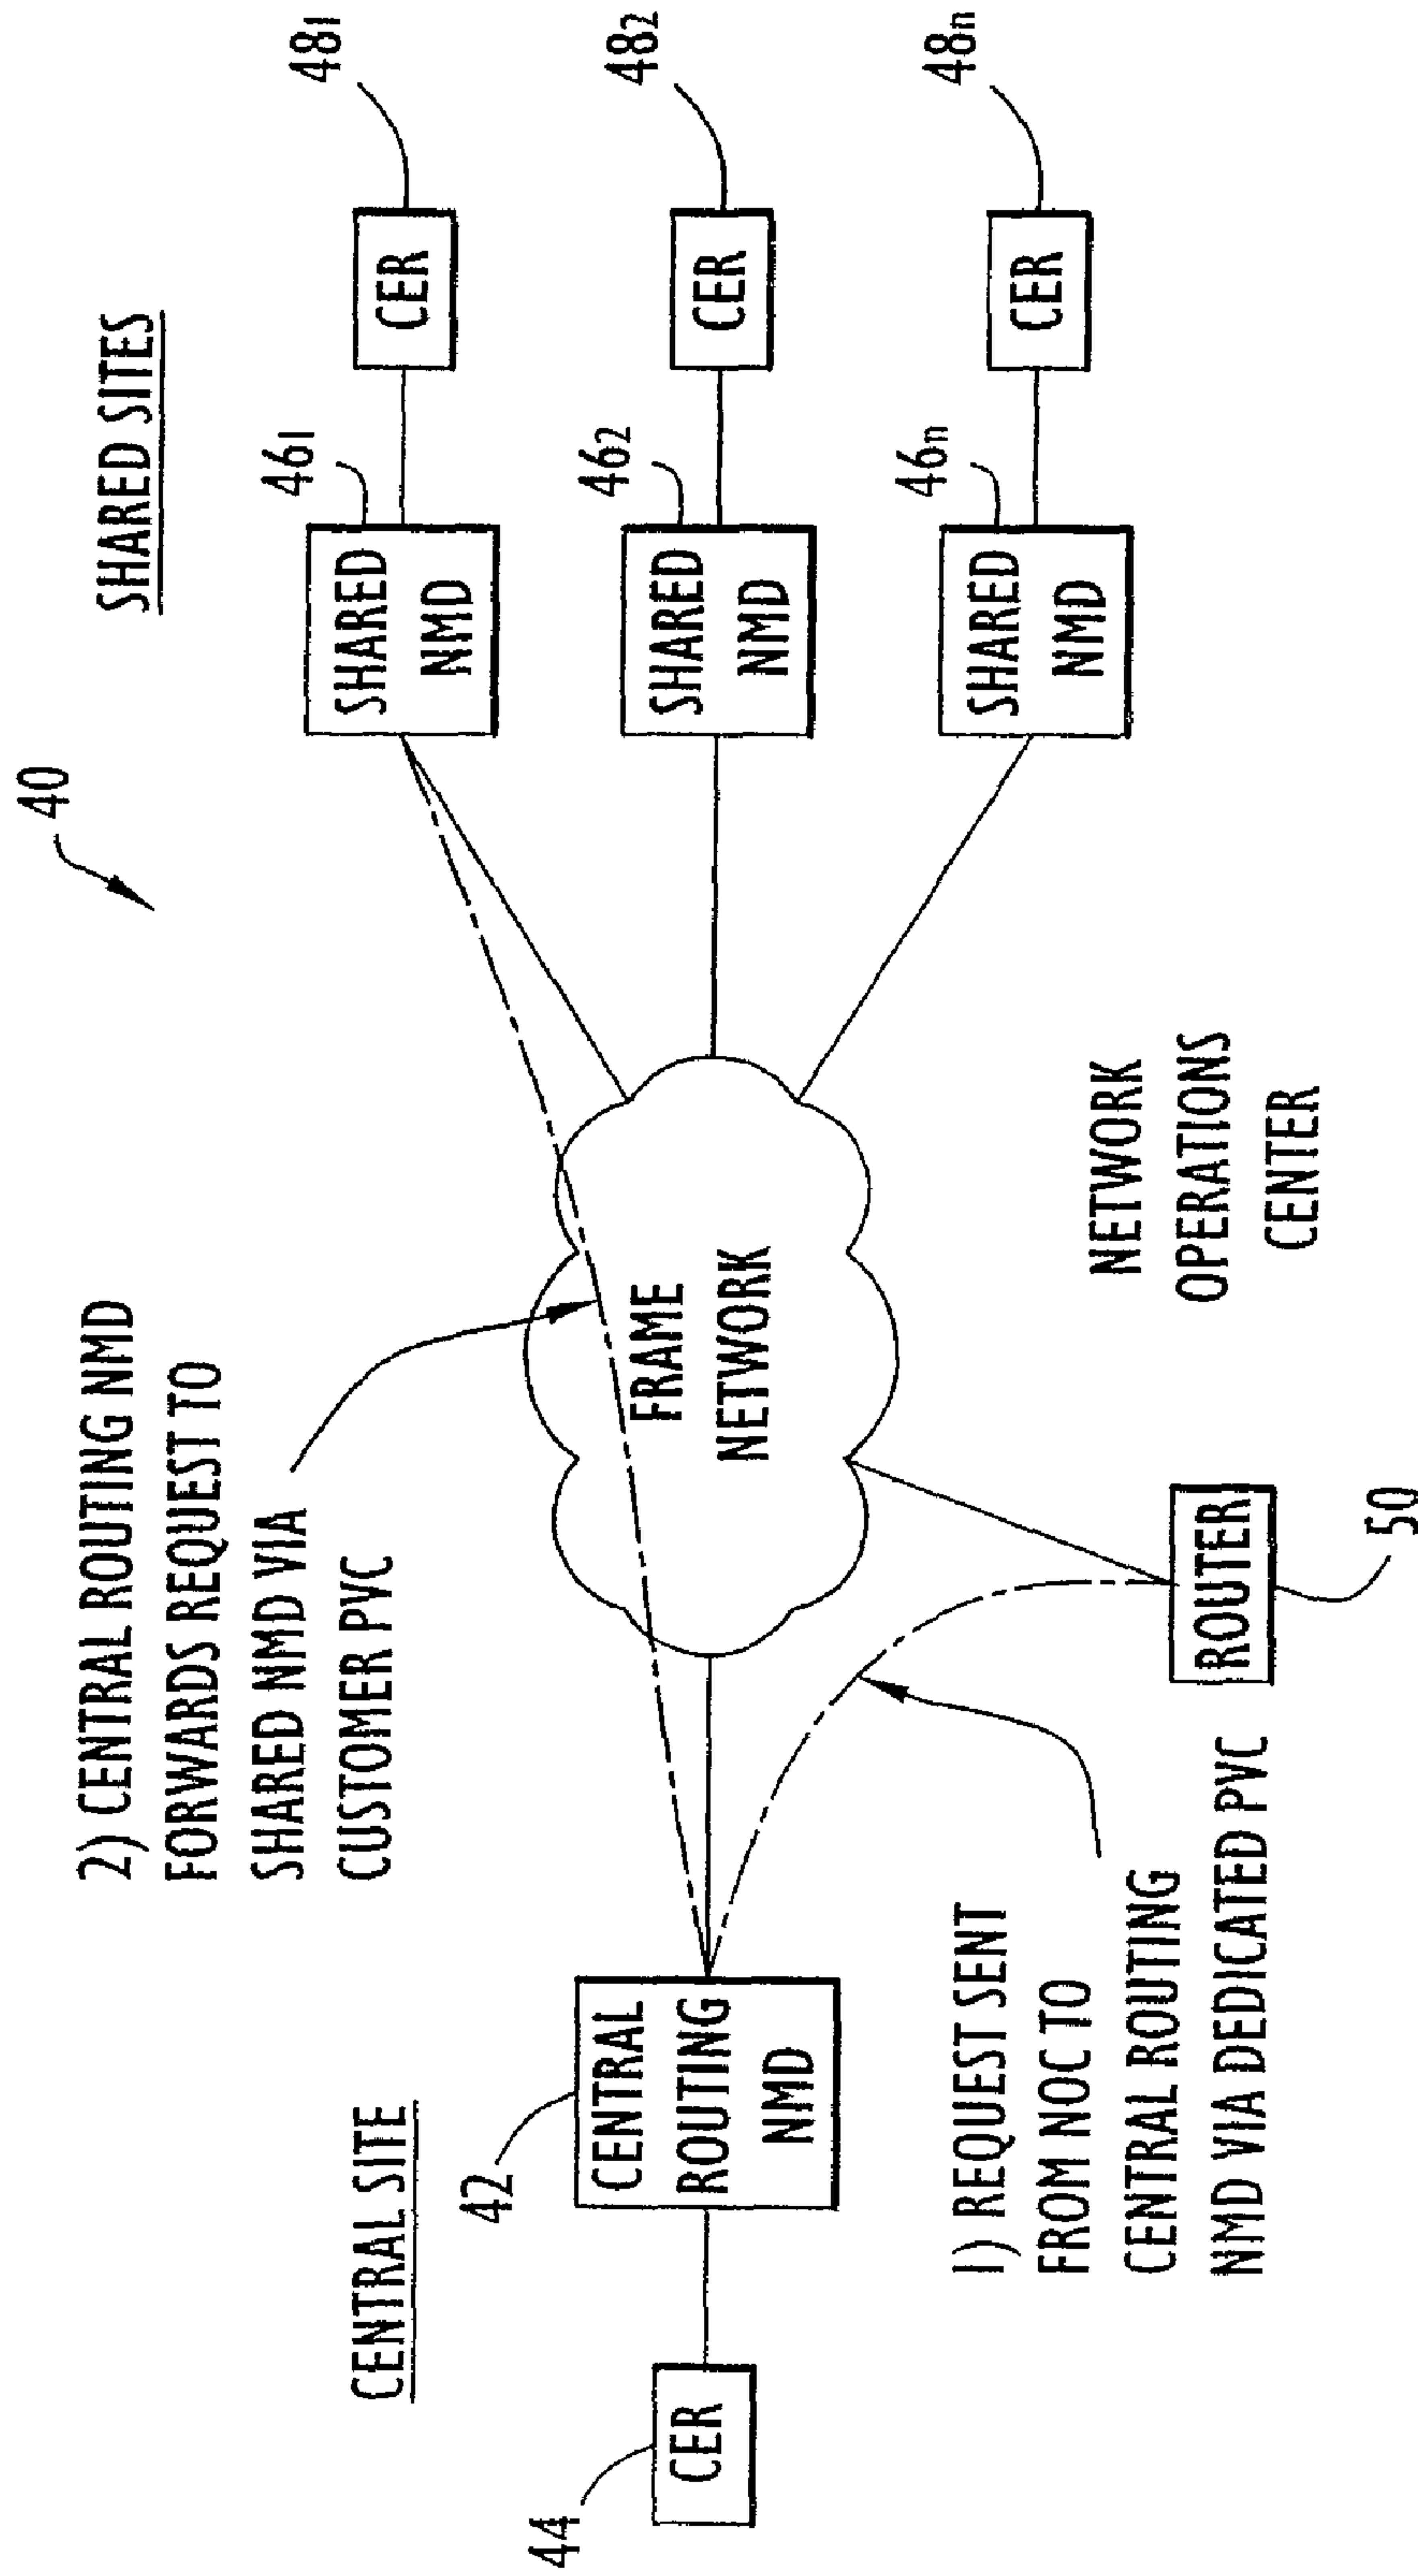 40
SHARED SITES
2) CENTRAL ROUTING NMD
FORWARDS REQUEST TO
SHARED NMD VIA
CUSTOMER PVC
CENTRAL SITE
44
CER
42
CENTRAL
ROUTING
NMD
FRAME
NETWORK
SHARED
NMD
46₁
CER
48₁
SHARED
NMD
46₂
CER
48₂
SHARED
NMD
46ₙ
CER
48ₙ
1) REQUEST SENT
FROM NOC TO
CENTRAL ROUTING
NMD VIA DEDICATED PVC
ROUTER
50
NETWORK
OPERATIONS
CENTER